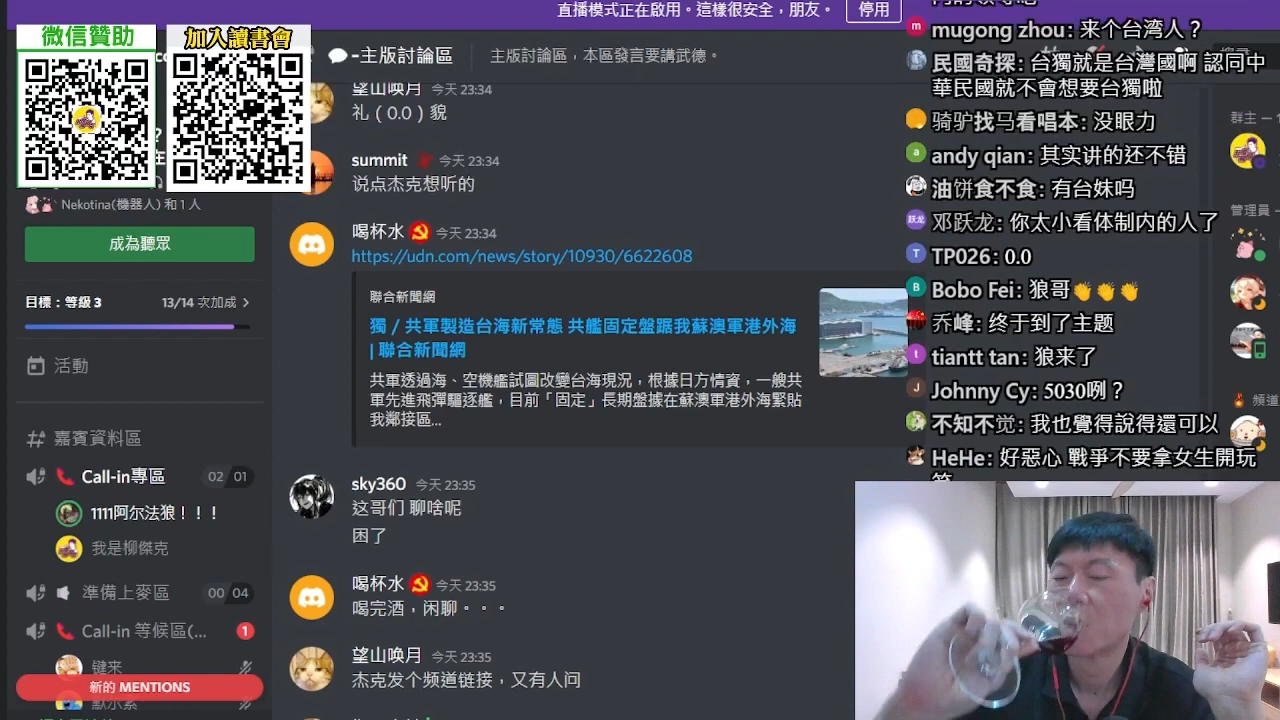 直播模式正在啟用。這樣很安全，朋友。
停用
微信贊助
加入讀書會
-主版討論區
主版討論區，本區發言要講武德。
望山唤月 今天 23:34
礼（0.0）貌
summit 今天 23:34
说点杰克想听的
喝杯水 今天 23:34
https://udn.com/news/story/10930/6622608
聯合新聞網
獨 / 共軍製造台海新常態 共艦固定盤踞我蘇澳軍港外海
| 聯合新聞網
共軍透過海、空機艦試圖改變台海現況，根據日方情資，一艘共
軍先進飛彈驅逐艦，目前「固定」長期盤據在蘇澳軍港外海緊貼
我鄰接區...
sky360 今天 23:35
这哥们 聊啥呢
困了
喝杯水 今天 23:35
喝完酒，闲聊。。。
望山唤月 今天 23:35
杰克发个频道链接，又有人问
Nekotina(機器人) 和 1 人
成為聽眾
目標：等級 3
13/14 次加成
活動
嘉賓資料區
Call-in專區
02 01
1111阿尔法狼！！！
我是柳傑克
準備上麥區
00 04
Call-in 等候區(...
1
键来
新的 MENTIONS
默小素
mugong zhou: 来个台湾人？
民國奇探: 台獨就是台灣國啊 認同中
華民國就不會想要台獨啦
骑驴找马看唱本: 没眼力
andy qian: 其实讲的还不错
油饼食不食: 有台妹吗
邓跃龙: 你太小看体制内的人了
TP026: 0.0
Bobo Fei: 狼哥👏👏👏
乔峰: 终于到了主题
tiantt tan: 狼来了
Johnny Cy: 5030咧？
不知不觉: 我也覺得說得還可以
HeHe: 好惡心 戰爭不要拿女生開玩
群主 —
管理員 -
頻道